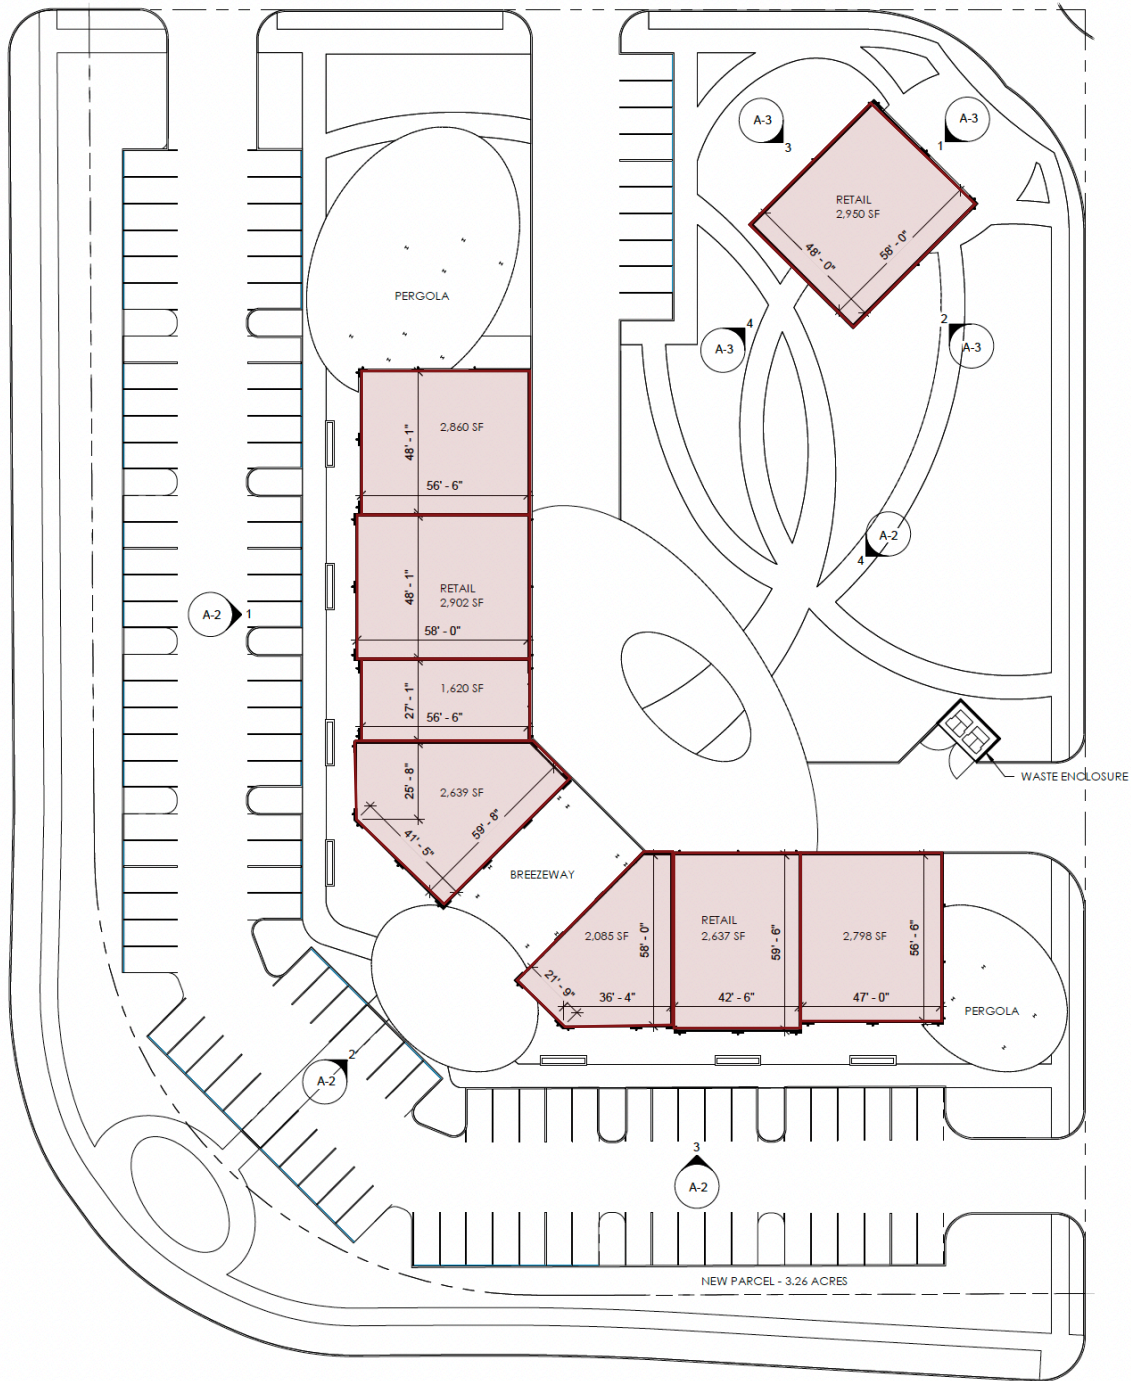 A-3
3
A-3
1
RETAIL
2,950 SF
48' - 0"
58' - 0"
PERGOLA
4
A-3
2
A-3
2,860 SF
48' - 1"
56' - 6"
A-2
4
RETAIL
2,902 SF
48' - 1"
58' - 0"
A-2
1
1,620 SF
27' - 1"
56' - 6"
WASTE ENCLOSURE
2,639 SF
25' - 8"
41' - 5"
59' - 8"
BREEZEWAY
2,085 SF
58' - 0"
21' - 9"
36' - 4"
RETAIL
2,637 SF
59' - 6"
42' - 6"
2,798 SF
56' - 6"
47' - 0"
PERGOLA
2
A-2
3
A-2
NEW PARCEL - 3.26 ACRES